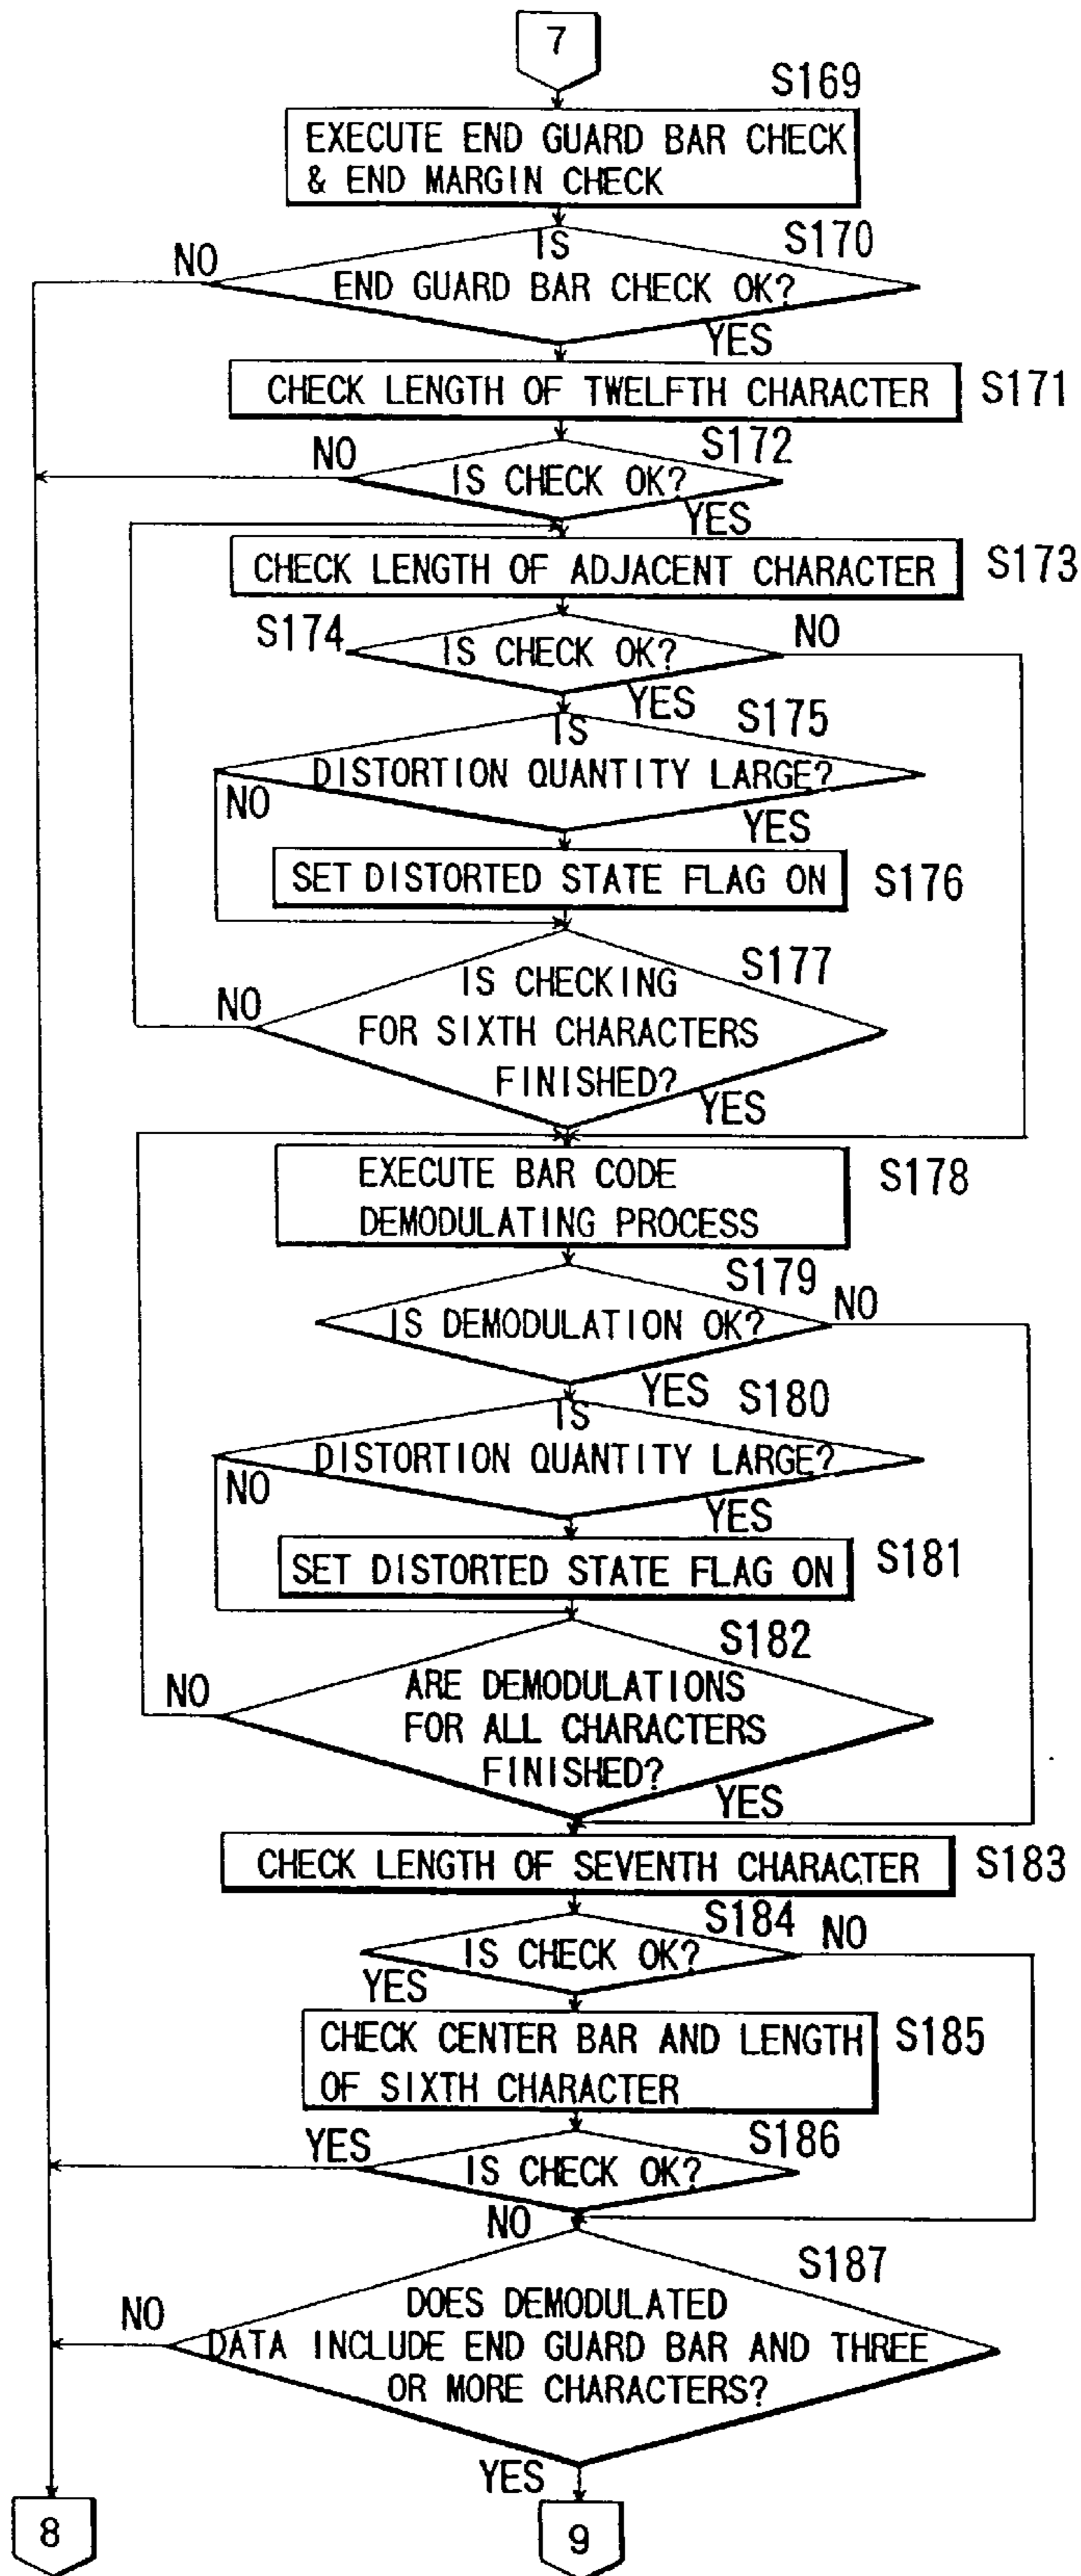 7
S169
EXECUTE END GUARD BAR CHECK
& END MARGIN CHECK
S170
NO
IS
END GUARD BAR CHECK OK?
YES
CHECK LENGTH OF TWELFTH CHARACTER
S171
S172
NO
IS CHECK OK?
YES
CHECK LENGTH OF ADJACENT CHARACTER
S173
S174
IS CHECK OK?
NO
YES
S175
IS
DISTORTION QUANTITY LARGE?
NO
YES
SET DISTORTED STATE FLAG ON
S176
S177
IS CHECKING
NO
FOR SIXTH CHARACTERS
FINISHED?
YES
EXECUTE BAR CODE
DEMODULATING PROCESS
S178
S179
IS DEMODULATION OK?
NO
YES
S180
IS
DISTORTION QUANTITY LARGE?
NO
YES
SET DISTORTED STATE FLAG ON
S181
S182
ARE DEMODULATIONS
NO
FOR ALL CHARACTERS
FINISHED?
YES
CHECK LENGTH OF SEVENTH CHARACTER
S183
S184
IS CHECK OK?
NO
YES
CHECK CENTER BAR AND LENGTH
OF SIXTH CHARACTER
S185
S186
YES
IS CHECK OK?
NO
S187
DOES DEMODULATED
NO
DATA INCLUDE END GUARD BAR AND THREE
OR MORE CHARACTERS?
YES
8
9